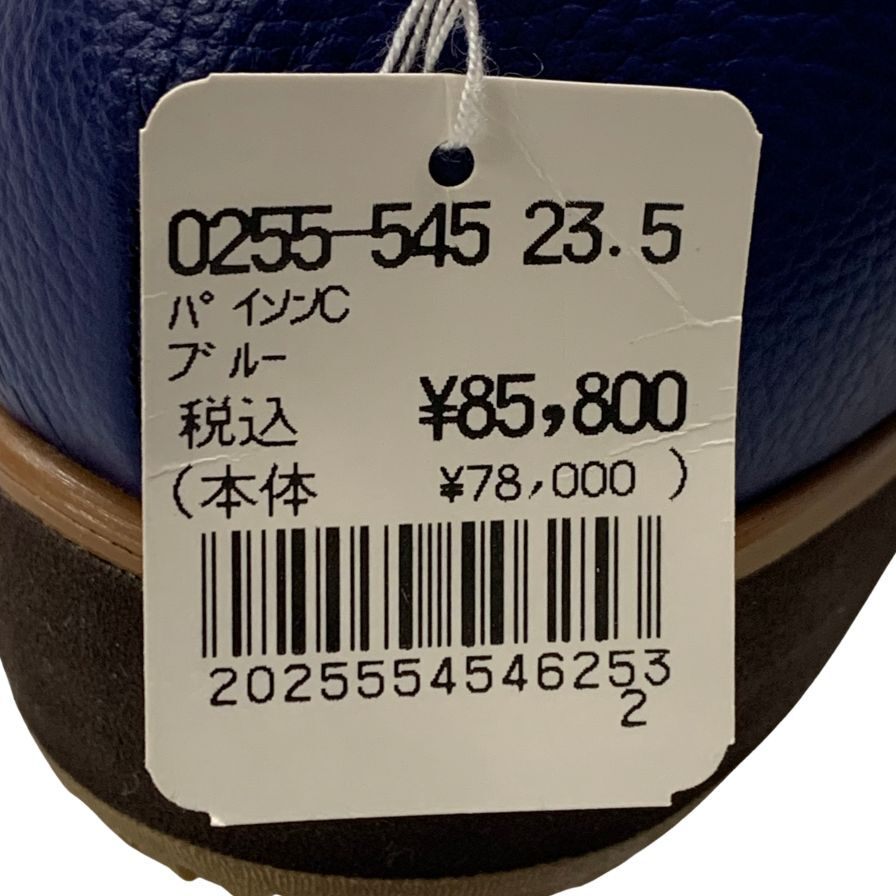 0255-545 23.5
パイソンC
ブルー
税込 ¥85,800
(本体 ¥78,000 )
2025554546253
2